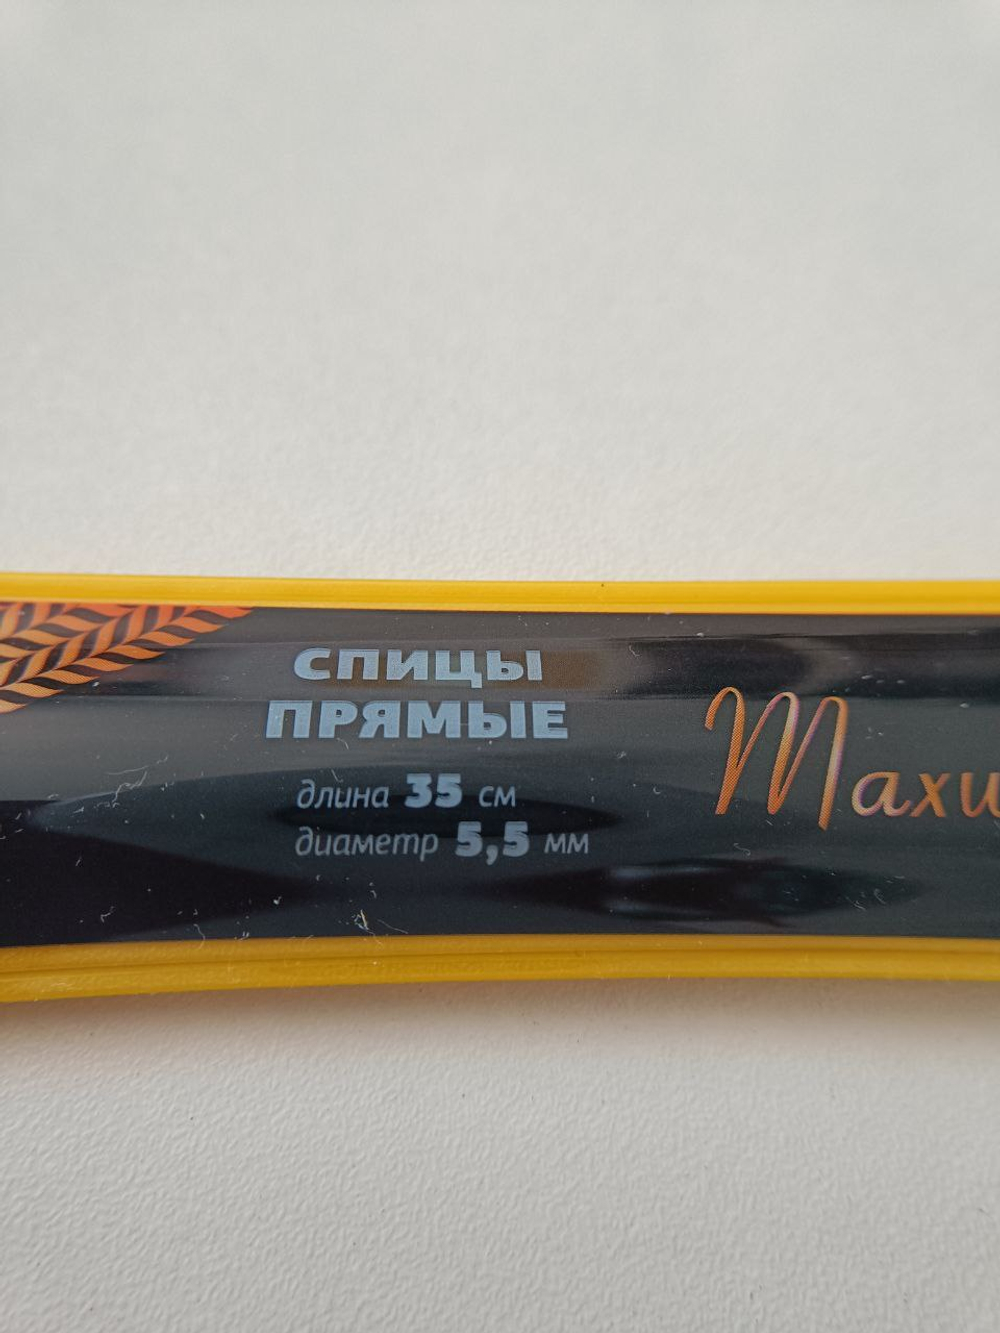 СПИЦЫ
ПРЯМЫЕ
длина 35 см
диаметр 5,5 мм